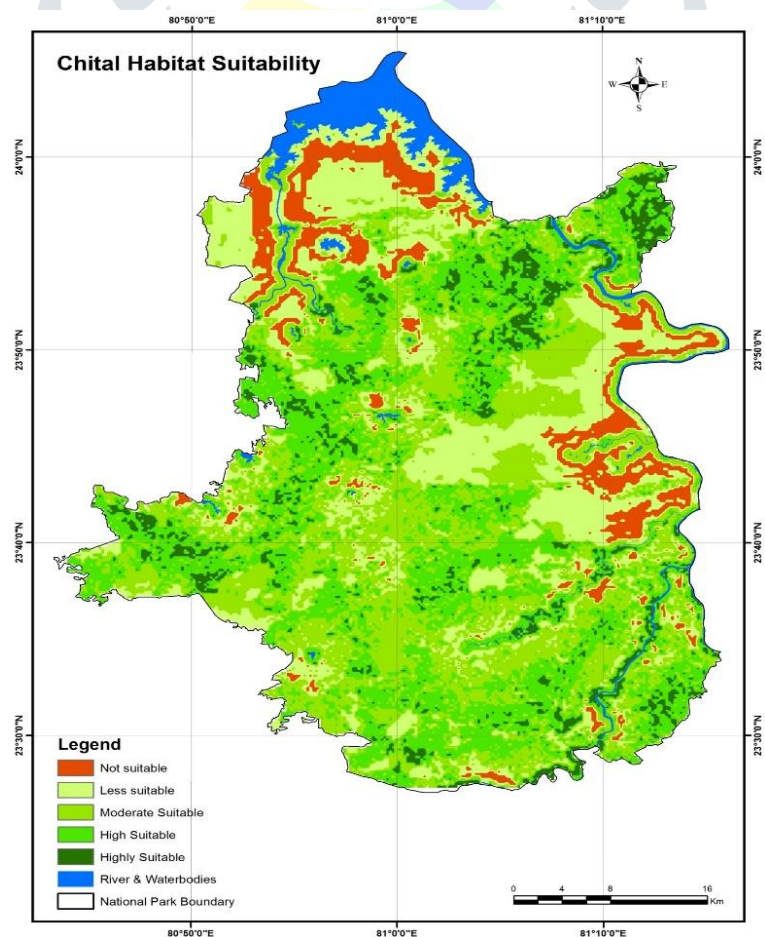 80°50'0"E 81°0'0"E 81°10'0"E
Chital Habitat Suitability
N
W E
S
24°0'0"N 24°0'0"N
23°50'0"N 23°50'0"N
23°40'0"N 23°40'0"N
23°30'0"N 23°30'0"N
Legend
Not suitable
Less suitable
Moderate Suitable
High Suitable
Highly Suitable
River & Waterbodies
National Park Boundary
0 4 8 16
Km
80°50'0"E 81°0'0"E 81°10'0"E